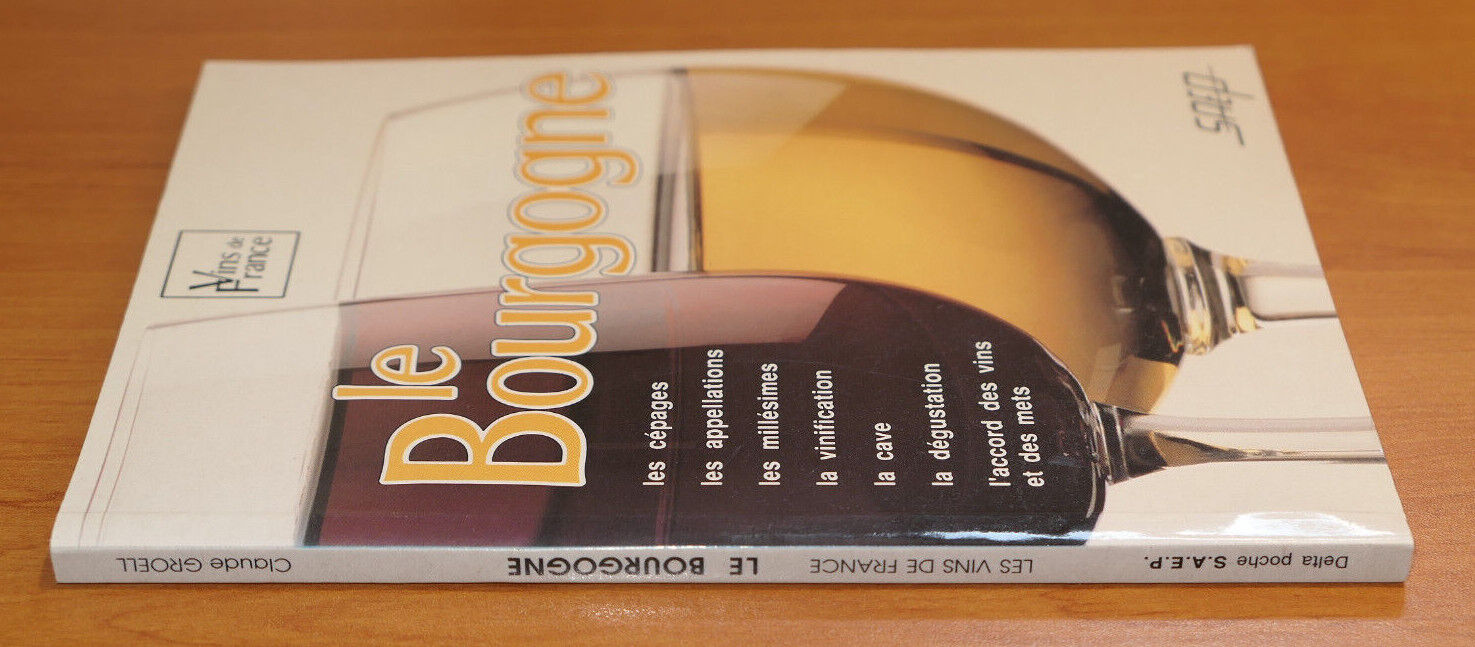 Vins de
France
le
Bourgogne
les cépages
les appellations
les millésimes
la vinification
la cave
la dégustation
l'accord des vins
et des mets
saep
Claude GROELL
LE BOURGOGNE
LES VINS DE FRANCE
Delta poche S.A.E.P.